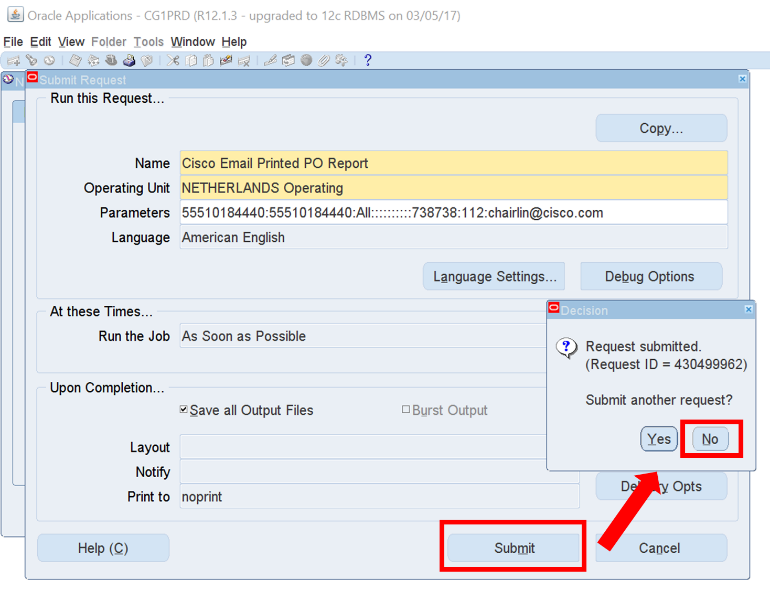 Oracle Applications - CG1PRD (R12.1.3 - upgraded to 12c RDBMS on 03/05/17)
File Edit View Folder Tools Window Help
N
Submit Request
Run this Request...
Copy...
Name Cisco Email Printed PO Report
Operating Unit NETHERLANDS Operating
Parameters 55510184440:55510184440:All::::::::::738738:112:chairlin@cisco.com
Language American English
Language Settings... Debug Options
At these Times...
Run the Job As Soon as Possible
Decision
Request submitted.
(Request ID = 430499962)
Submit another request?
Yes No
Upon Completion...
Save all Output Files Burst Output
Layout
Notify
Print to noprint
Opts
Help (C) Submit Cancel